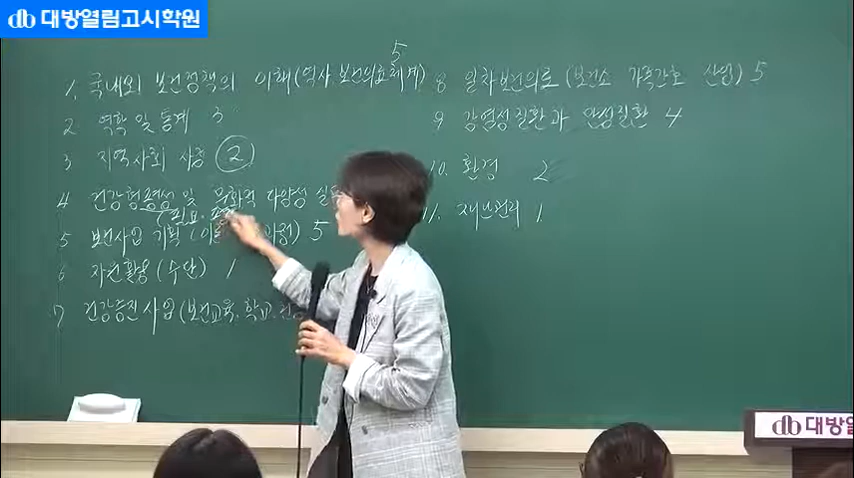 db 대방열림고시학원
5
1. 국내외 보건정책의 이해(역사 보건의료체계)
2 역학 및 통계 3
3 지역사회 사정 2)
4 건강형평성 및 문화적 다양성
(필요.
5 보건사업 기획 (이론 과정) 5
6 자원활용 (수단) 1
7 건강증진사업 (보건교육. 학교.
8 일차보건의료 (보건소 가족간호 산업) 5
9 감염성질환과 만성질환 4
10. 환경 2
11. 재난관리 1
db 대방열